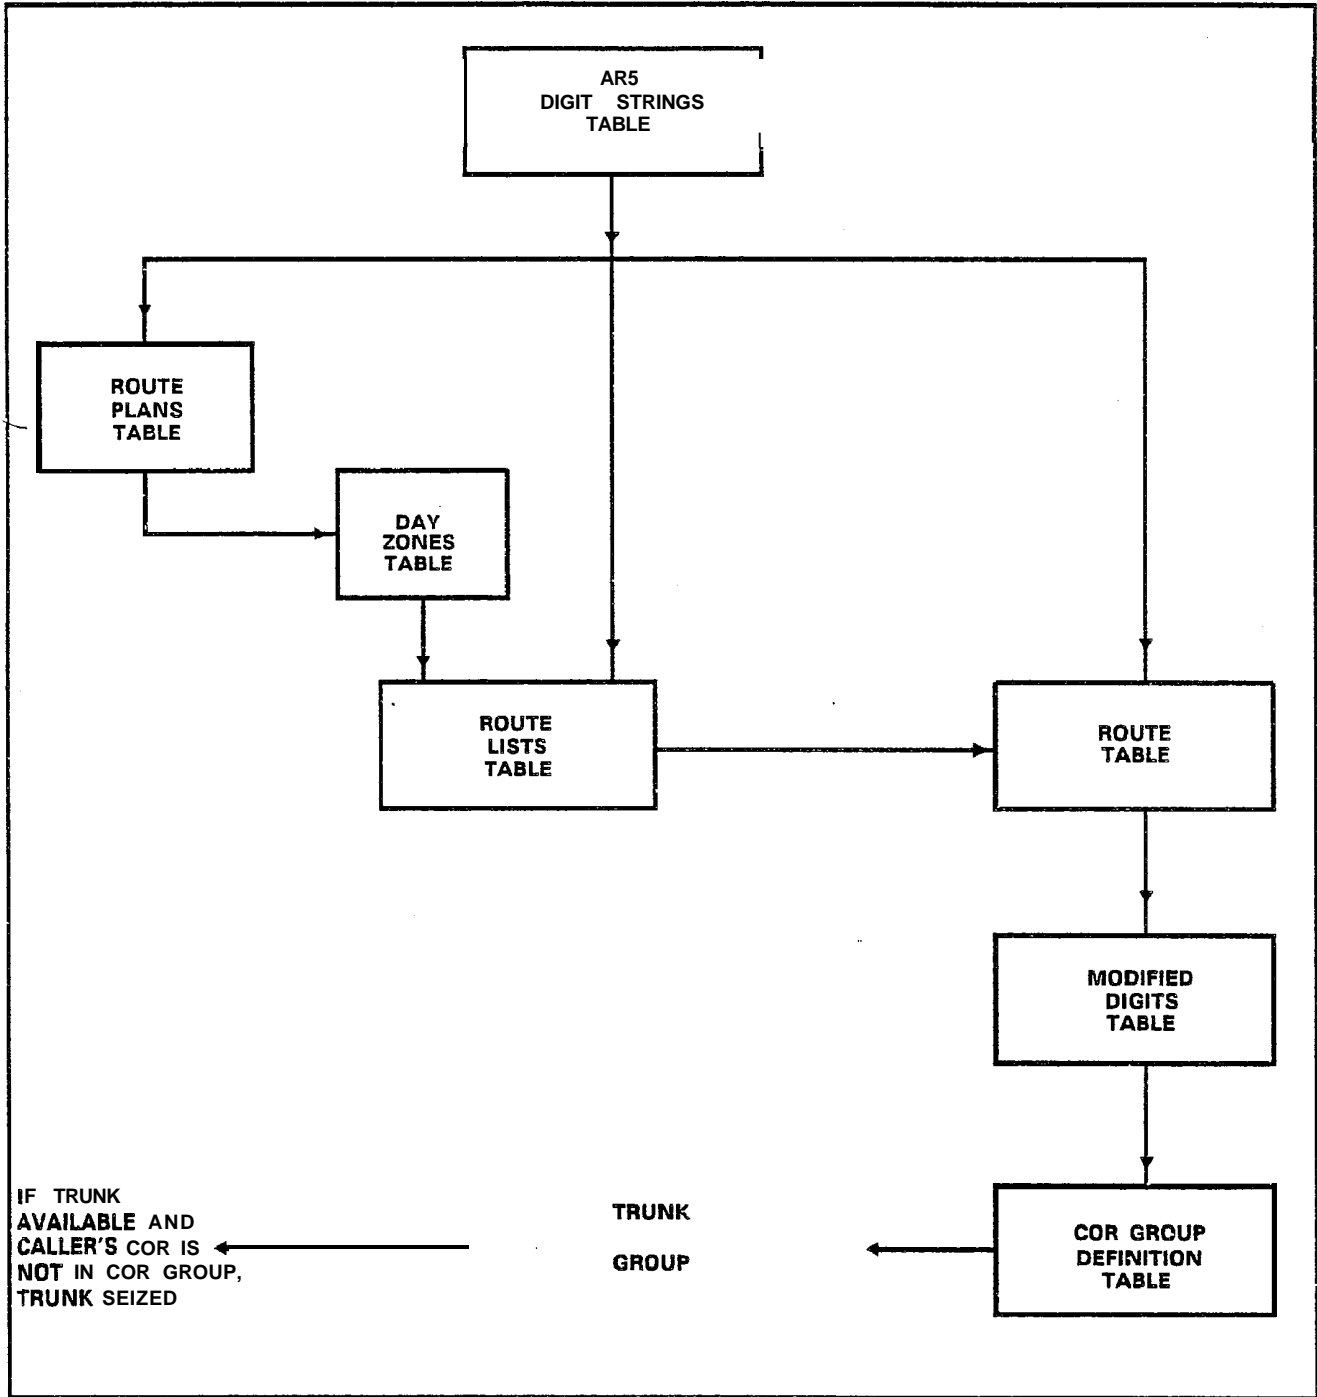 AR5
DIGIT STRINGS
TABLE
ROUTE
PLANS
TABLE
DAY
ZONES
TABLE
ROUTE
LISTS
TABLE
ROUTE
TABLE
MODIFIED
DIGITS
TABLE
COR GROUP
DEFINITION
TABLE
TRUNK
GROUP
IF TRUNK
AVAILABLE AND
CALLER'S COR IS
NOT IN COR GROUP,
TRUNK SEIZED